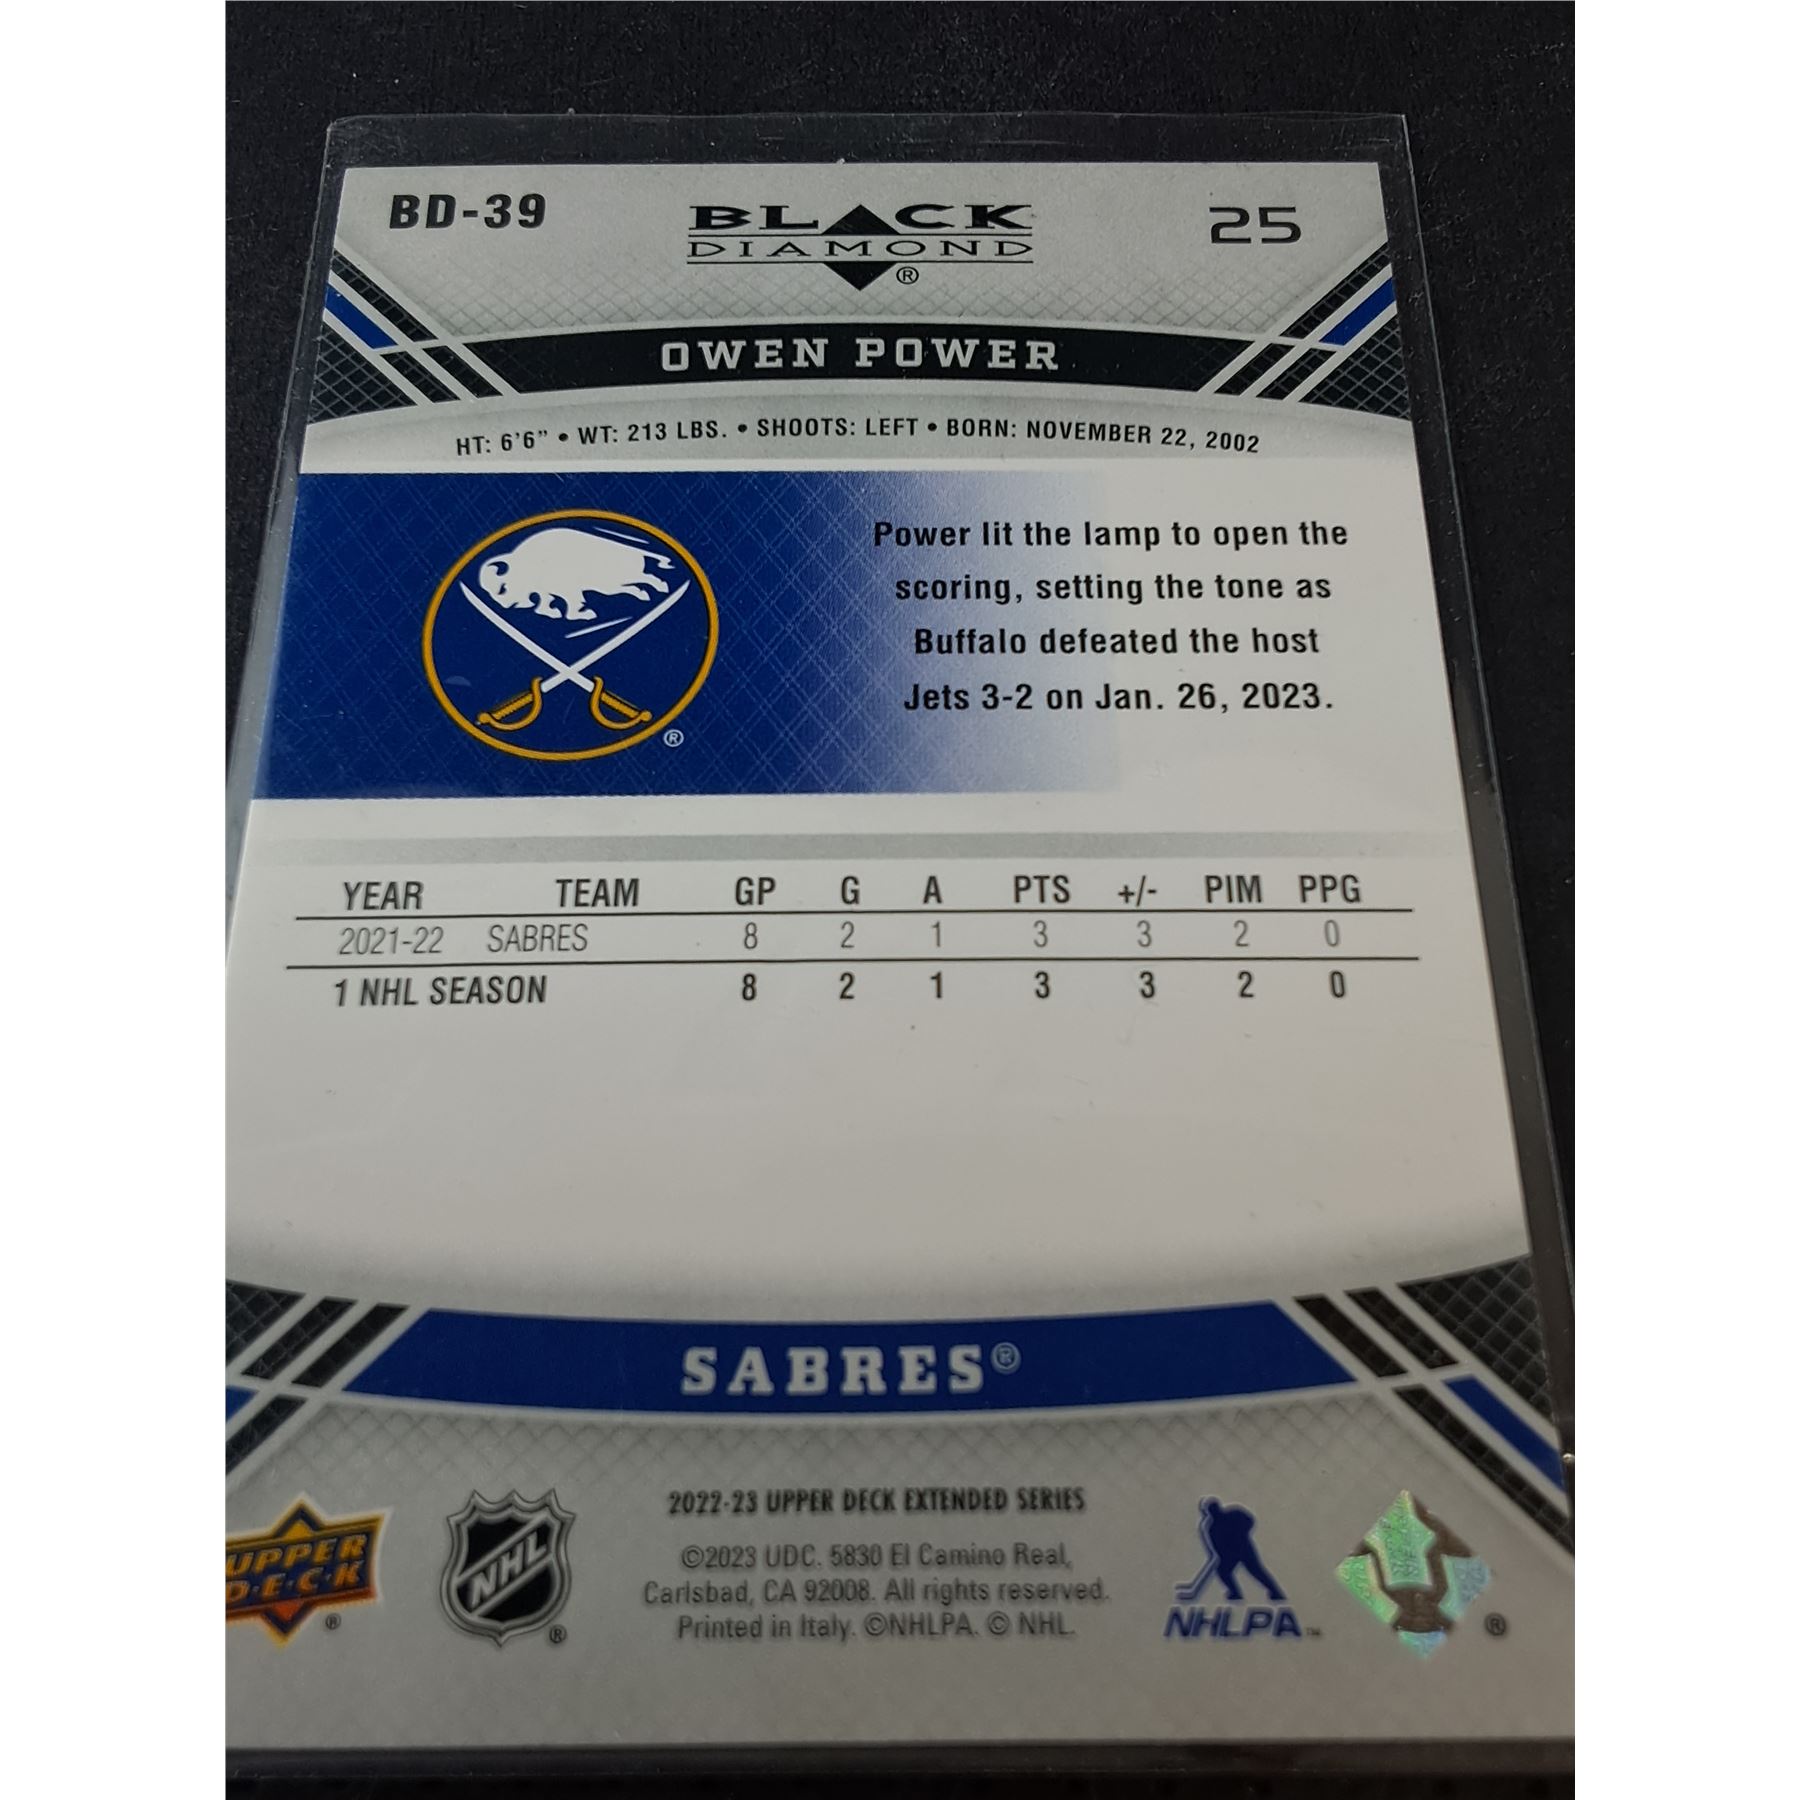 BD-39
BLACK
DIAMOND®
25
OWEN POWER
HT: 6'6" • WT: 213 LBS. • SHOOTS: LEFT • BORN: NOVEMBER 22, 2002
Power lit the lamp to open the
scoring, setting the tone as
Buffalo defeated the host
Jets 3-2 on Jan. 26, 2023.
®
YEAR TEAM GP G A PTS +/- PIM PPG
2021-22 SABRES 8 2 1 3 3 2 0
1 NHL SEASON 8 2 1 3 3 2 0
SABRES®
UPPER
D·E·C·K
®
NHL
®
2022-23 UPPER DECK EXTENDED SERIES
©2023 UDC. 5830 El Camino Real,
Carlsbad, CA 92008. All rights reserved.
Printed in Italy. ©NHLPA. © NHL.
NHLPA™
®